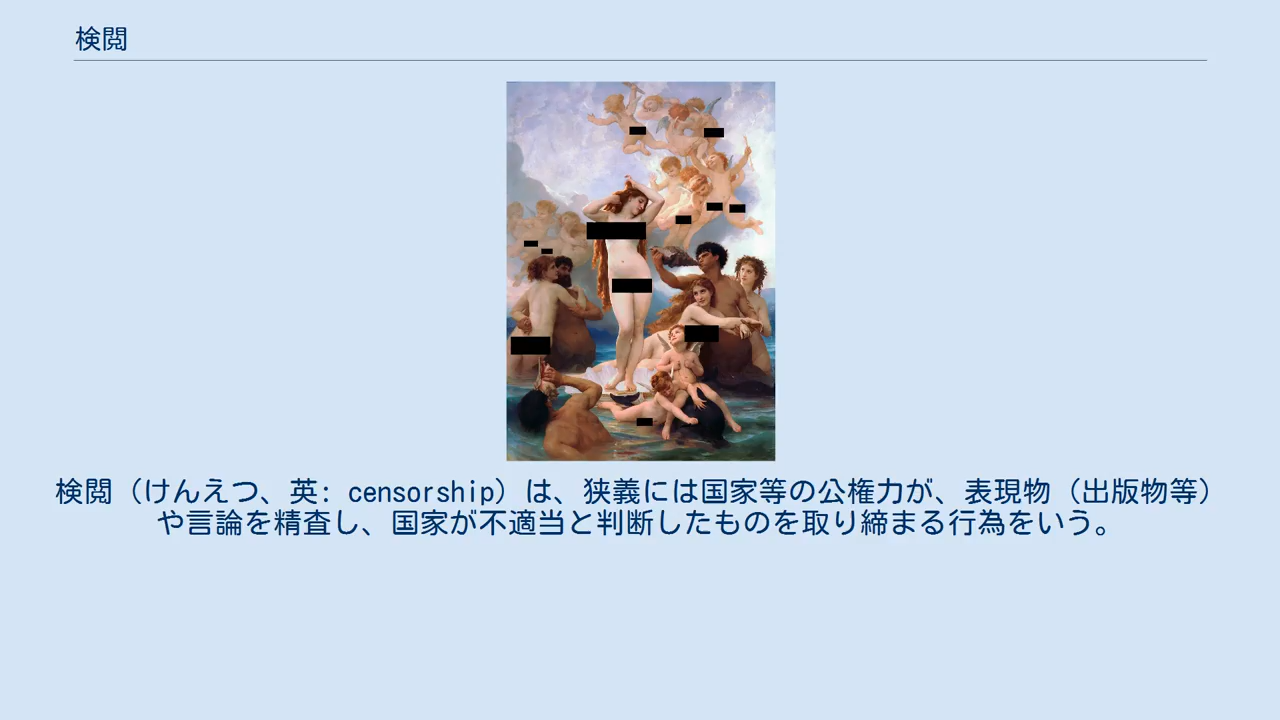 検閲
検閲（けんえつ、英: censorship）は、狭義には国家等の公権力が、表現物（出版物等）
や言論を精査し、国家が不適当と判断したものを取り締まる行為をいう。